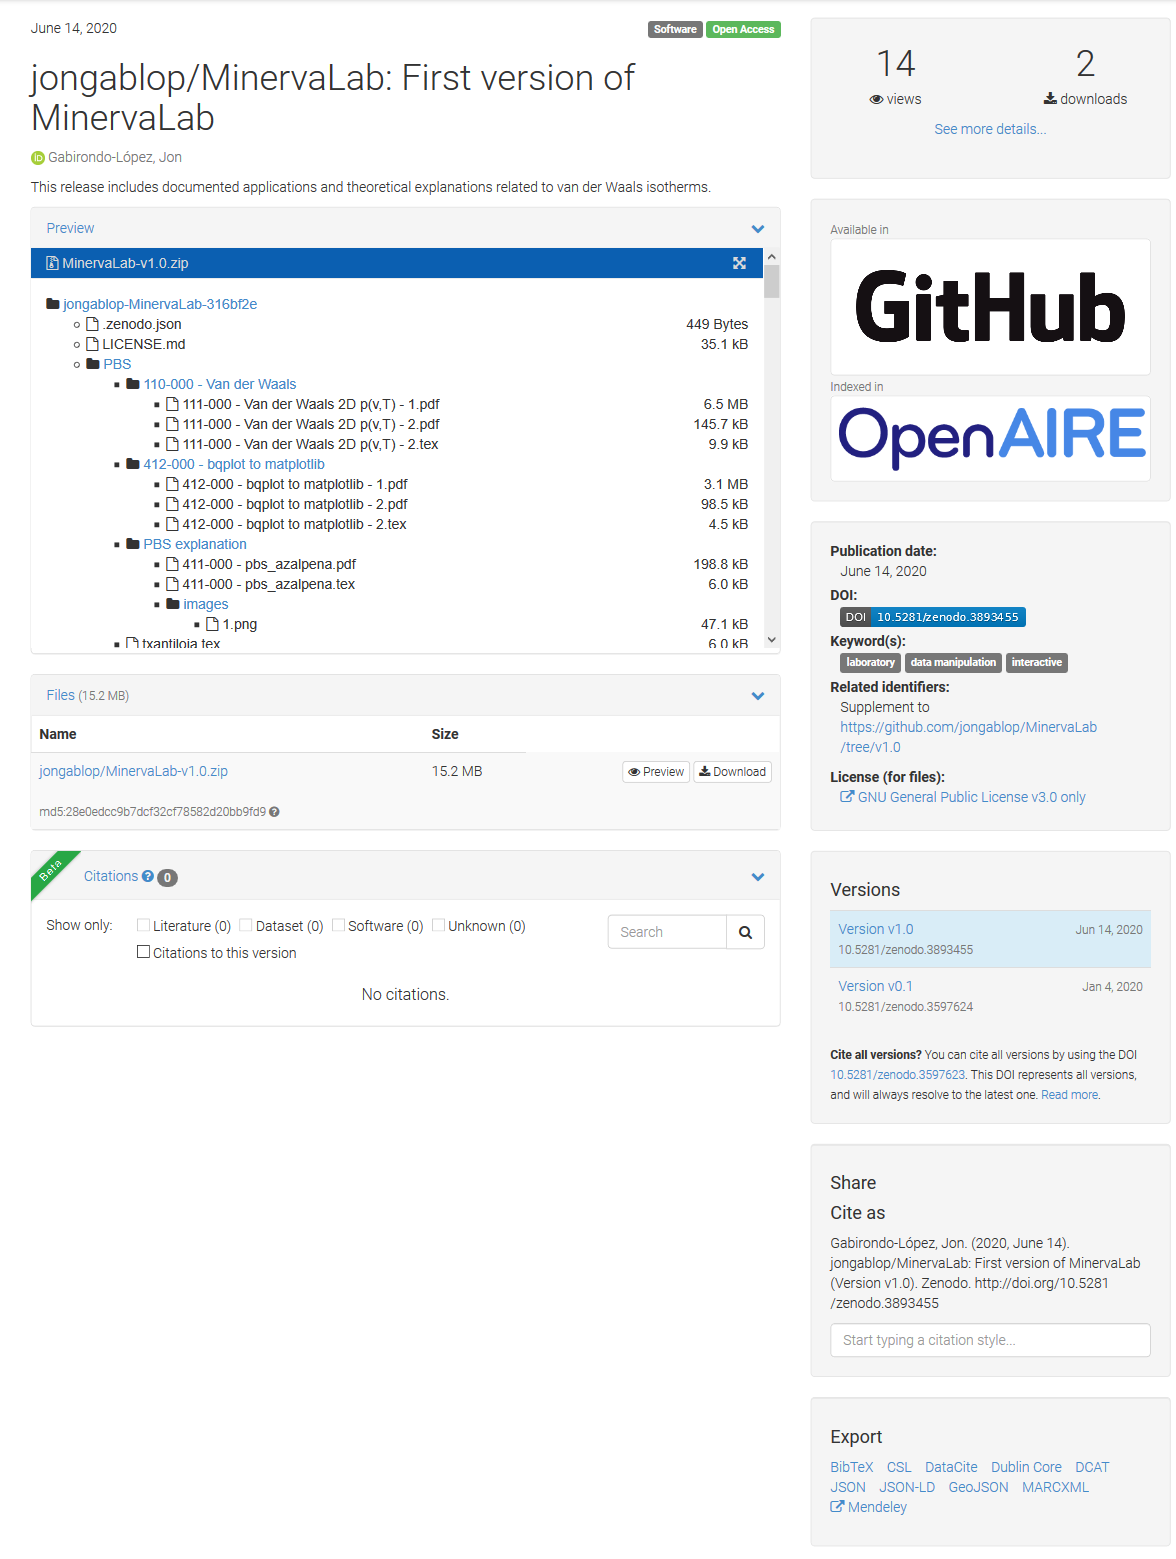 June 14, 2020
Software Open Access
jongablop/MinervaLab: First version of
MinervaLab
iD Gabirondo-López, Jon
This release includes documented applications and theoretical explanations related to van der Waals isotherms.
Preview
MinervaLab-v1.0.zip
jongablop-MinervaLab-316bf2e
.zenodo.json 449 Bytes
LICENSE.md 35.1 kB
PBS
110-000 - Van der Waals
111-000 - Van der Waals 2D p(v,T) - 1.pdf 6.5 MB
111-000 - Van der Waals 2D p(v,T) - 2.pdf 145.7 kB
111-000 - Van der Waals 2D p(v,T) - 2.tex 9.9 kB
412-000 - bqplot to matplotlib
412-000 - bqplot to matplotlib - 1.pdf 3.1 MB
412-000 - bqplot to matplotlib - 2.pdf 98.5 kB
412-000 - bqplot to matplotlib - 2.tex 4.5 kB
PBS explanation
411-000 - pbs_azalpena.pdf 198.8 kB
411-000 - pbs_azalpena.tex 6.0 kB
images
1.png 47.1 kB
txantiloia.tex 6.0 kB
Files (15.2 MB)
Name Size
jongablop/MinervaLab-v1.0.zip 15.2 MB Preview Download
md5:28e0edcc9b7dcf32cf78582d20bb9fd9 ?
Beta
Citations ? 0
Show only: Literature (0) Dataset (0) Software (0) Unknown (0) Search
Citations to this version
No citations.
14 2
views downloads
See more details...
Available in
GitHub
Indexed in
OpenAIRE
Publication date:
June 14, 2020
DOI:
DOI 10.5281/zenodo.3893455
Keyword(s):
laboratory data manipulation interactive
Related identifiers:
Supplement to
https://github.com/jongablop/MinervaLab
/tree/v1.0
License (for files):
GNU General Public License v3.0 only
Versions
Version v1.0 Jun 14, 2020
10.5281/zenodo.3893455
Version v0.1 Jan 4, 2020
10.5281/zenodo.3597624
Cite all versions? You can cite all versions by using the DOI
10.5281/zenodo.3597623. This DOI represents all versions,
and will always resolve to the latest one. Read more.
Share
Cite as
Gabirondo-López, Jon. (2020, June 14).
jongablop/MinervaLab: First version of MinervaLab
(Version v1.0). Zenodo. http://doi.org/10.5281
/zenodo.3893455
Start typing a citation style...
Export
BibTeX CSL DataCite Dublin Core DCAT
JSON JSON-LD GeoJSON MARCXML
Mendeley